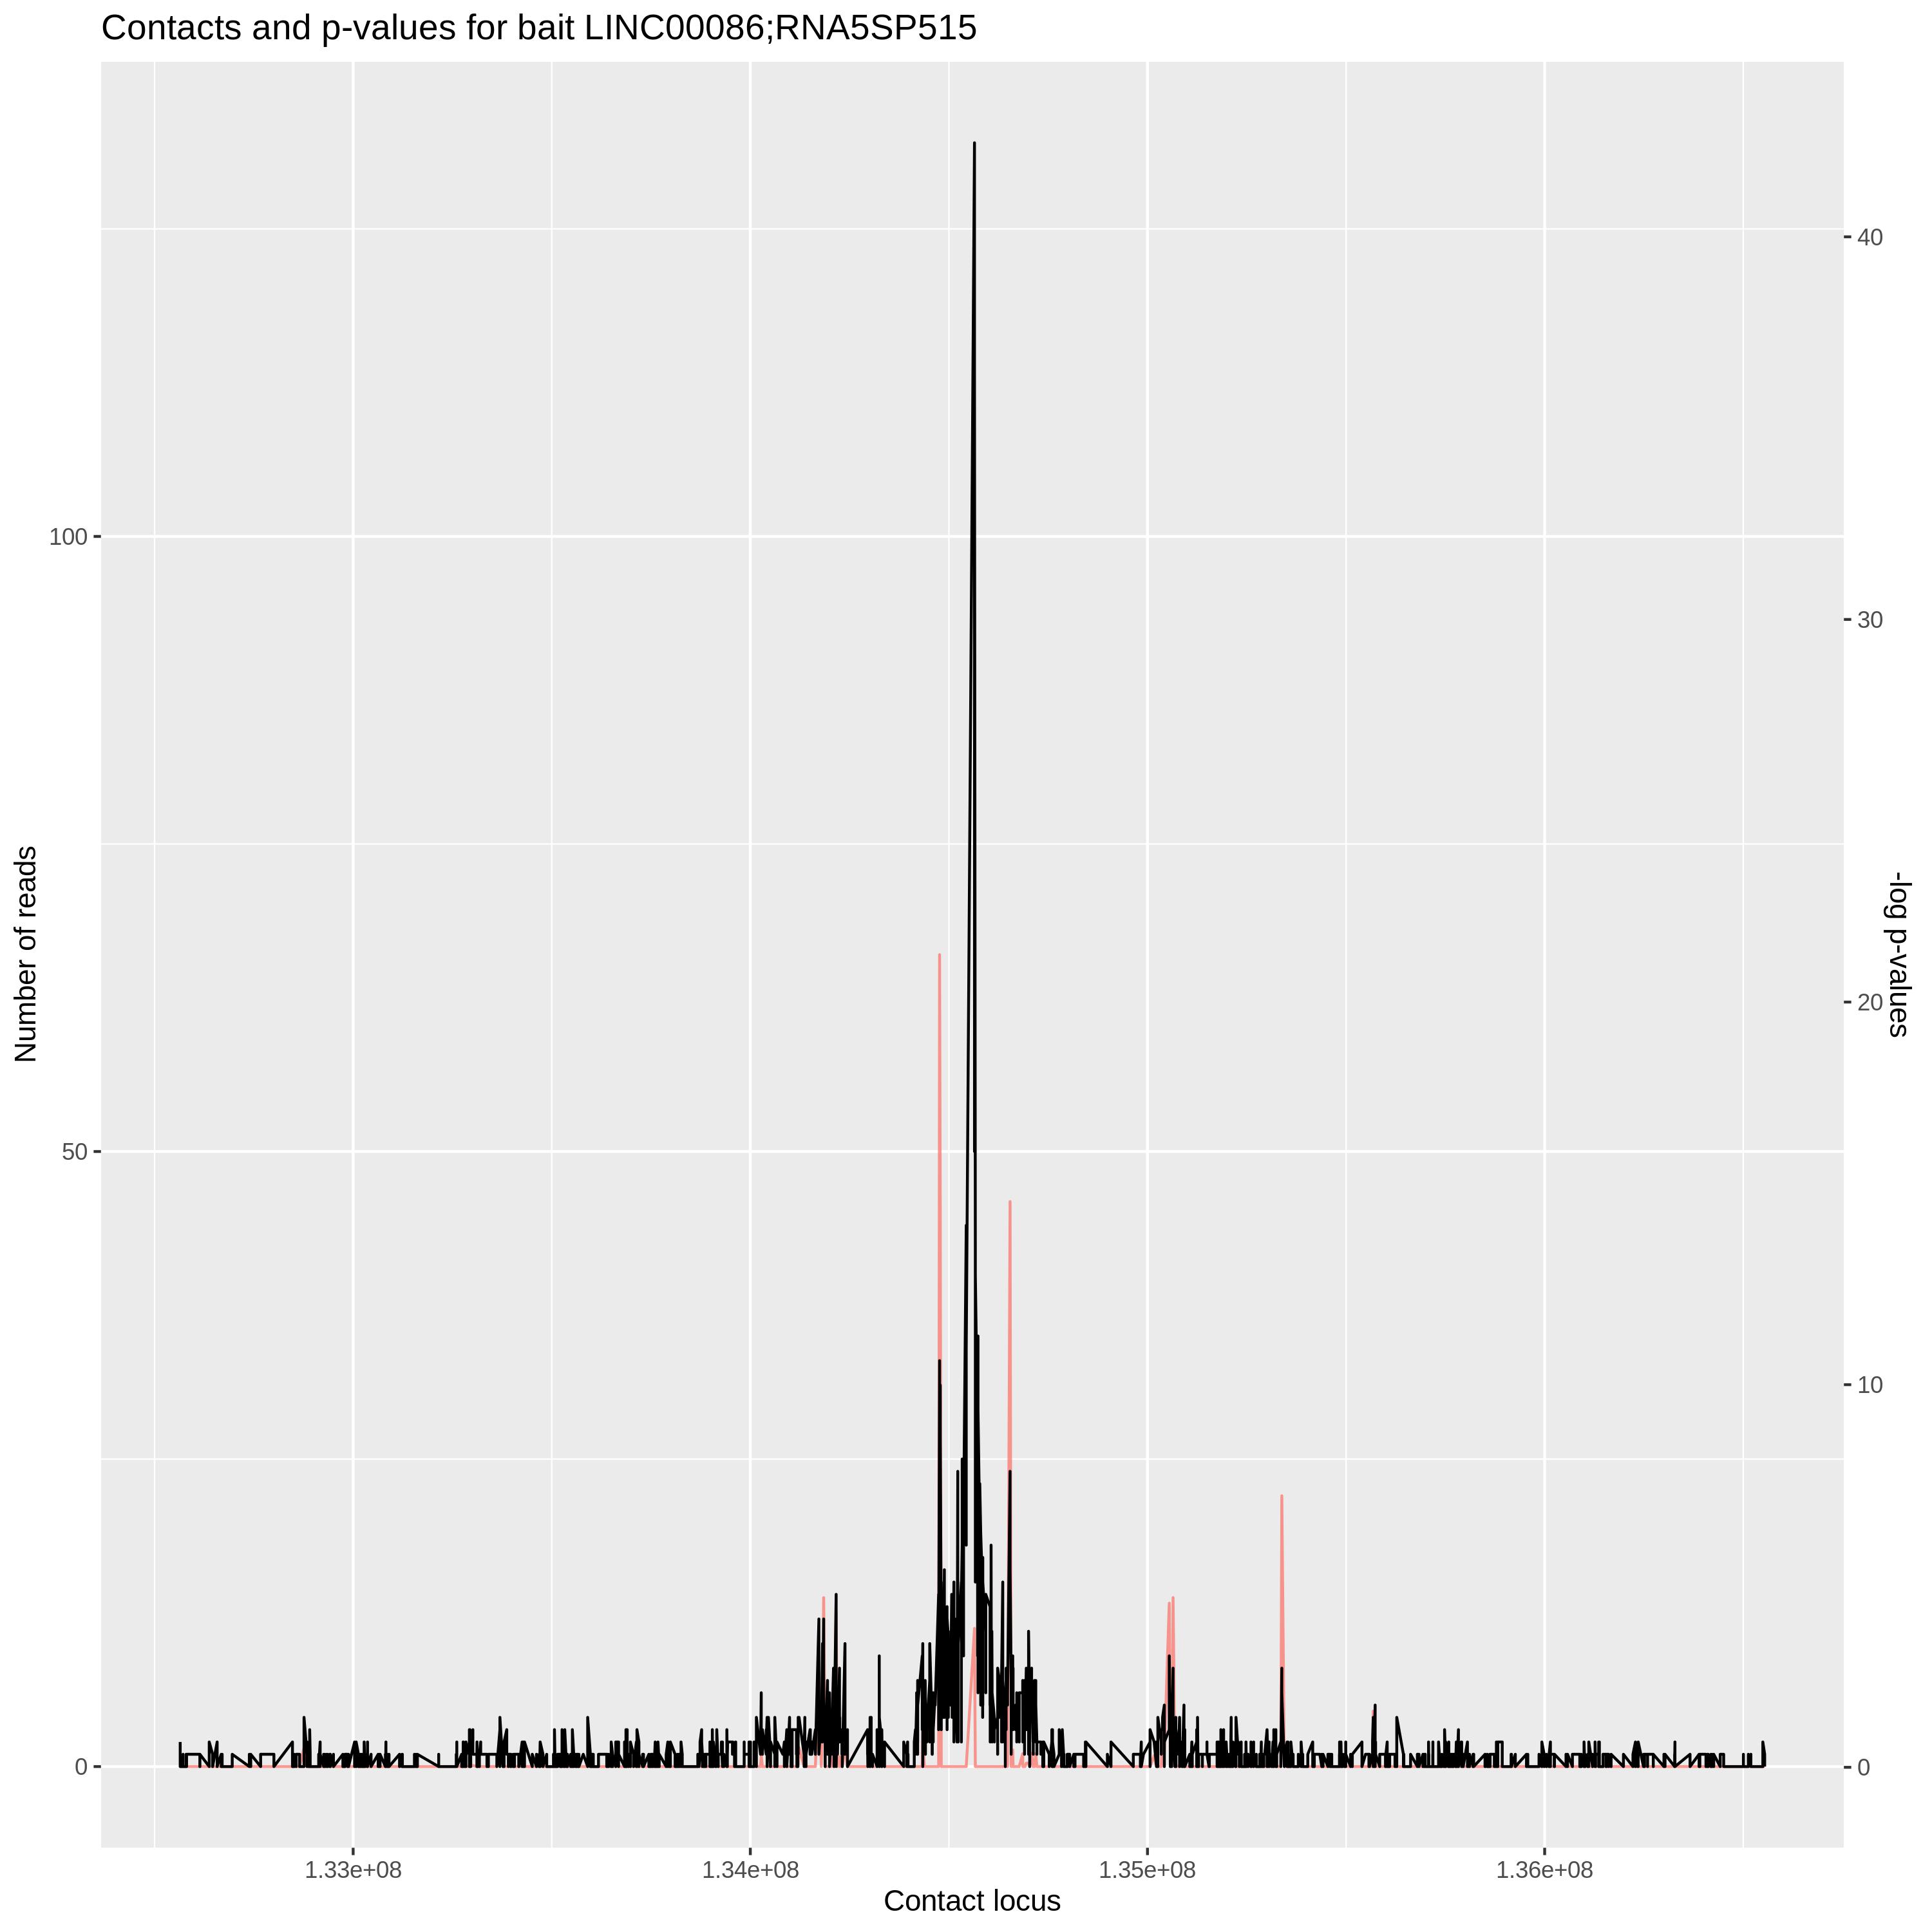 Contacts and p-values for bait LINC00086;RNA5SP515
Number of reads
100
50
0
40
30
20
10
0
-log p-values
1.33e+08
1.34e+08
1.35e+08
1.36e+08
Contact locus